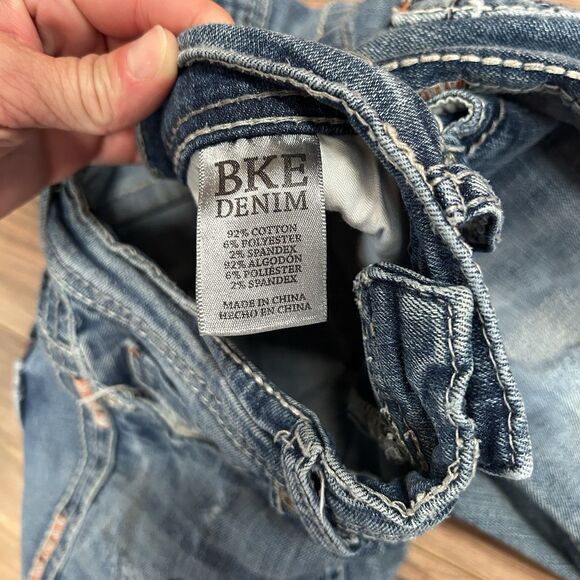 BKE
DENIM
92% COTTON
6% POLYESTER
2% SPANDEX
92% ALGODÓN
6% POLIÉSTER
2% SPANDEX
MADE IN CHINA
HECHO EN CHINA